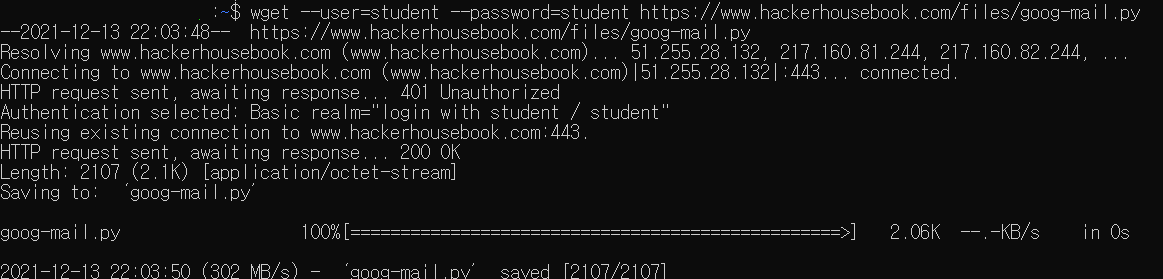 :~$ wget --user=student --password=student https://www.hackerhousebook.com/files/goog-mail.py
--2021-12-13 22:03:48--  https://www.hackerhousebook.com/files/goog-mail.py
Resolving www.hackerhousebook.com (www.hackerhousebook.com)... 51.255.28.132, 217.160.81.244, 217.160.82.244, ...
Connecting to www.hackerhousebook.com (www.hackerhousebook.com)|51.255.28.132|:443... connected.
HTTP request sent, awaiting response... 401 Unauthorized
Authentication selected: Basic realm="login with student / student"
Reusing existing connection to www.hackerhousebook.com:443.
HTTP request sent, awaiting response... 200 OK
Length: 2107 (2.1K) [application/octet-stream]
Saving to: ‘goog-mail.py’
goog-mail.py 100%[=================================================>] 2.06K --.-KB/s in 0s
2021-12-13 22:03:50 (302 MB/s) - ‘goog-mail.py’ saved [2107/2107]